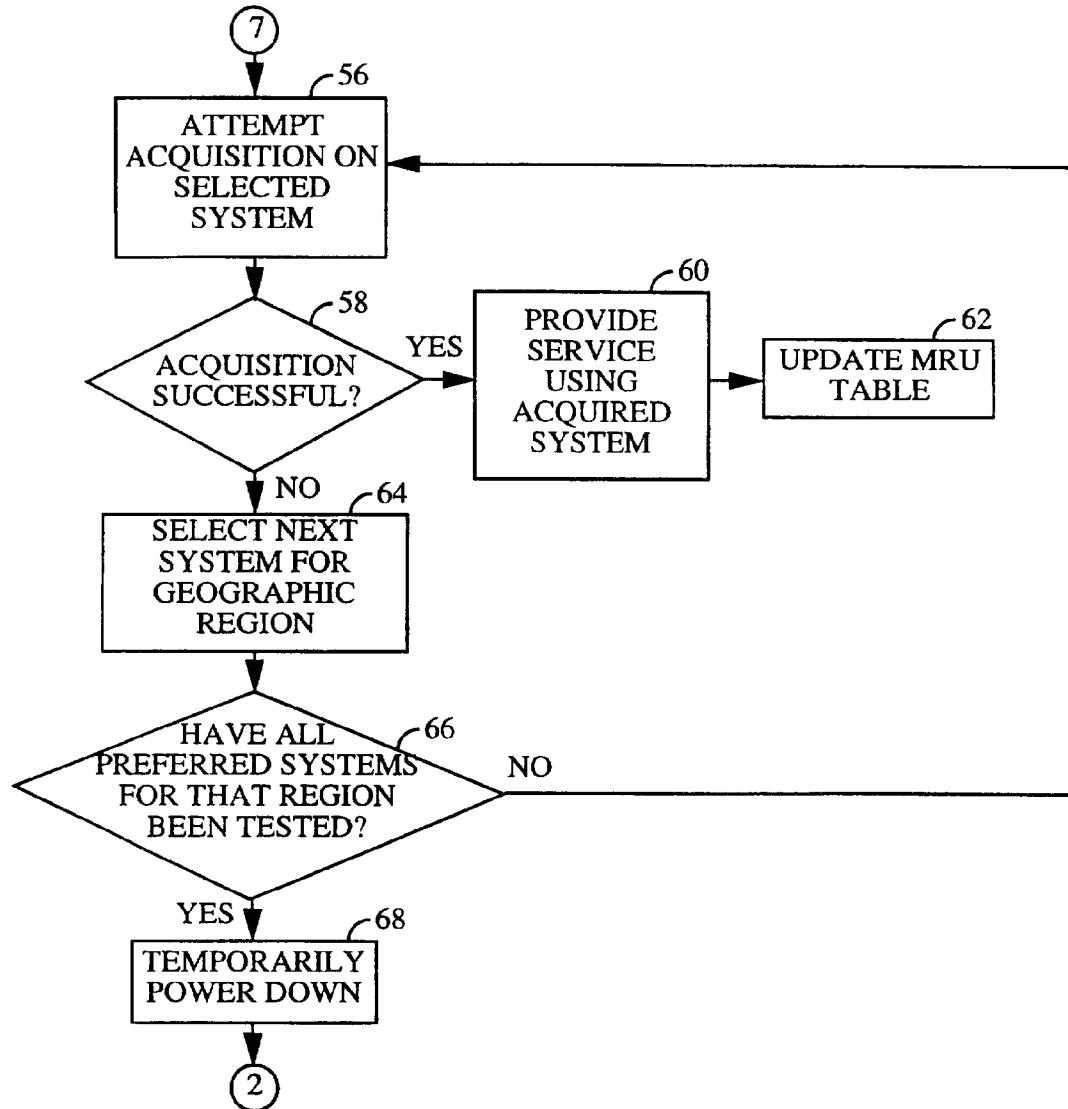 7
56
ATTEMPT
ACQUISITION ON
SELECTED
SYSTEM
58
ACQUISITION
SUCCESSFUL?
YES
60
PROVIDE
SERVICE
USING
ACQUIRED
SYSTEM
62
UPDATE MRU
TABLE
NO
64
SELECT NEXT
SYSTEM FOR
GEOGRAPHIC
REGION
66
HAVE ALL
PREFERRED SYSTEMS
FOR THAT REGION
BEEN TESTED?
NO
YES
68
TEMPORARILY
POWER DOWN
2